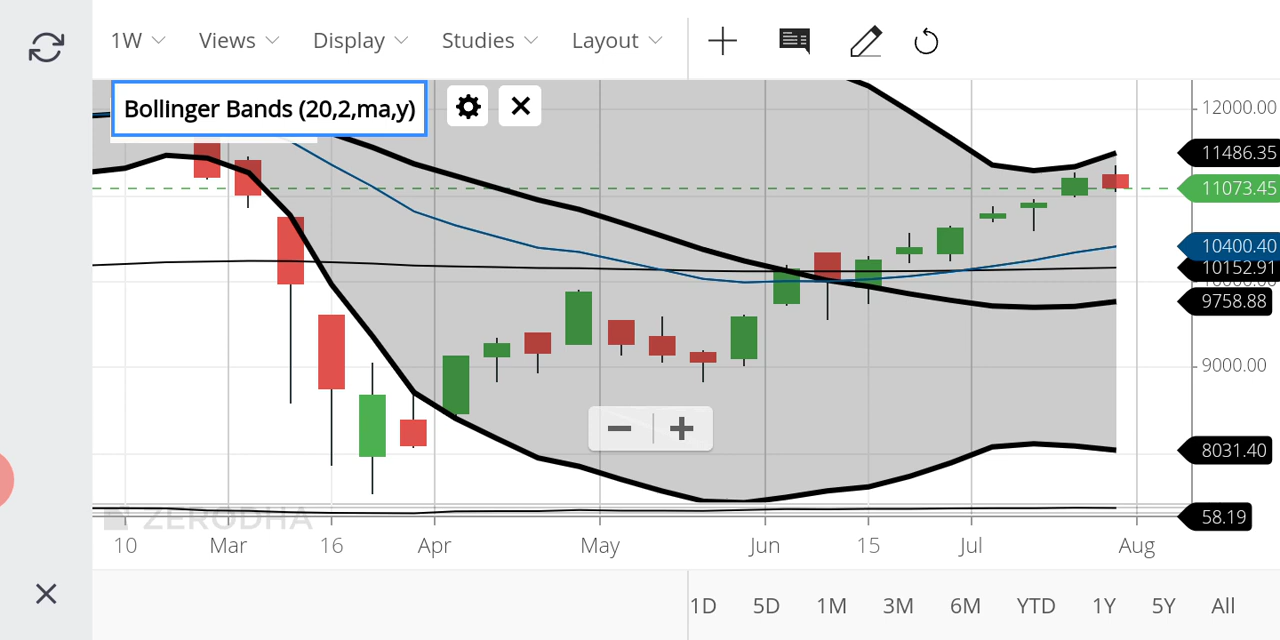 1W Views Display Studies Layout
Bollinger Bands (20,2,ma,y)
12000.00
11486.35
11073.45
10400.40
10152.91
10000.00
9758.88
9000.00
8031.40
58.19
ZERODHA
10 Mar 16 Apr May Jun 15 Jul Aug
1D 5D 1M 3M 6M YTD 1Y 5Y All